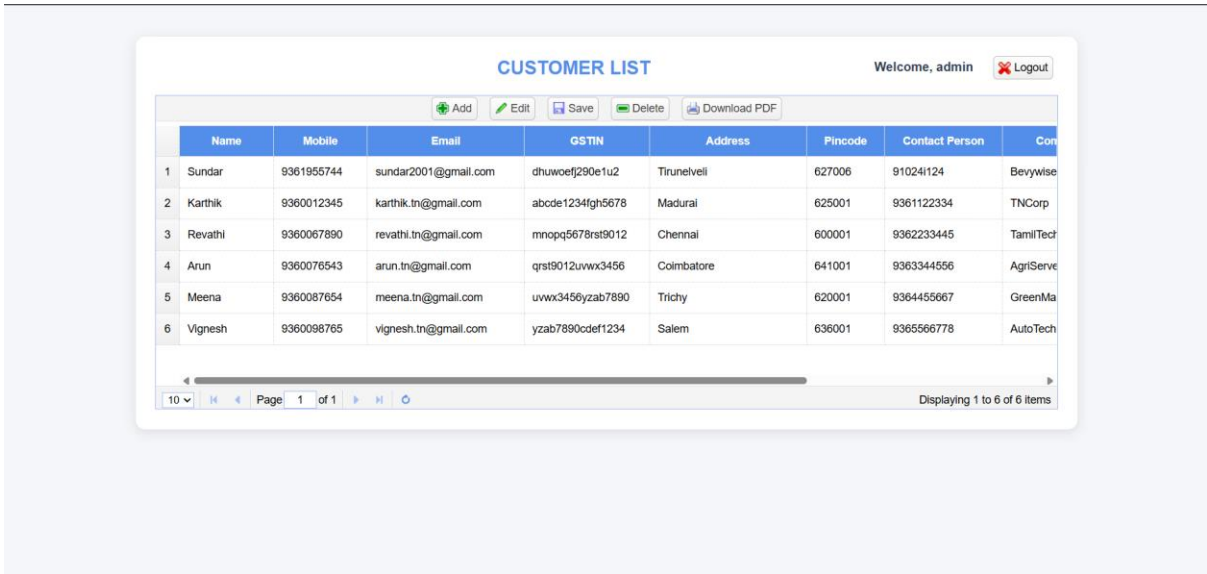 CUSTOMER LIST Welcome, admin Logout
Add Edit Save Delete Download PDF
Name Mobile Email GSTIN Address Pincode Contact Person Com
1 Sundar 9361955744 sundar2001@gmail.com dhuwoefj290e1u2 Tirunelveli 627006 91024i124 Bevywise
2 Karthik 9360012345 karthik.tn@gmail.com abcde1234fgh5678 Madurai 625001 9361122334 TNCorp
3 Revathi 9360067890 revathi.tn@gmail.com mnopq5678rst9012 Chennai 600001 9362233445 TamilTech
4 Arun 9360076543 arun.tn@gmail.com qrst9012uvwx3456 Coimbatore 641001 9363344556 AgriServe
5 Meena 9360087654 meena.tn@gmail.com uvwx3456yzab7890 Trichy 620001 9364455667 GreenMa
6 Vignesh 9360098765 vignesh.tn@gmail.com yzab7890cdef1234 Salem 636001 9365566778 AutoTech
10 Page 1 of 1 Displaying 1 to 6 of 6 items